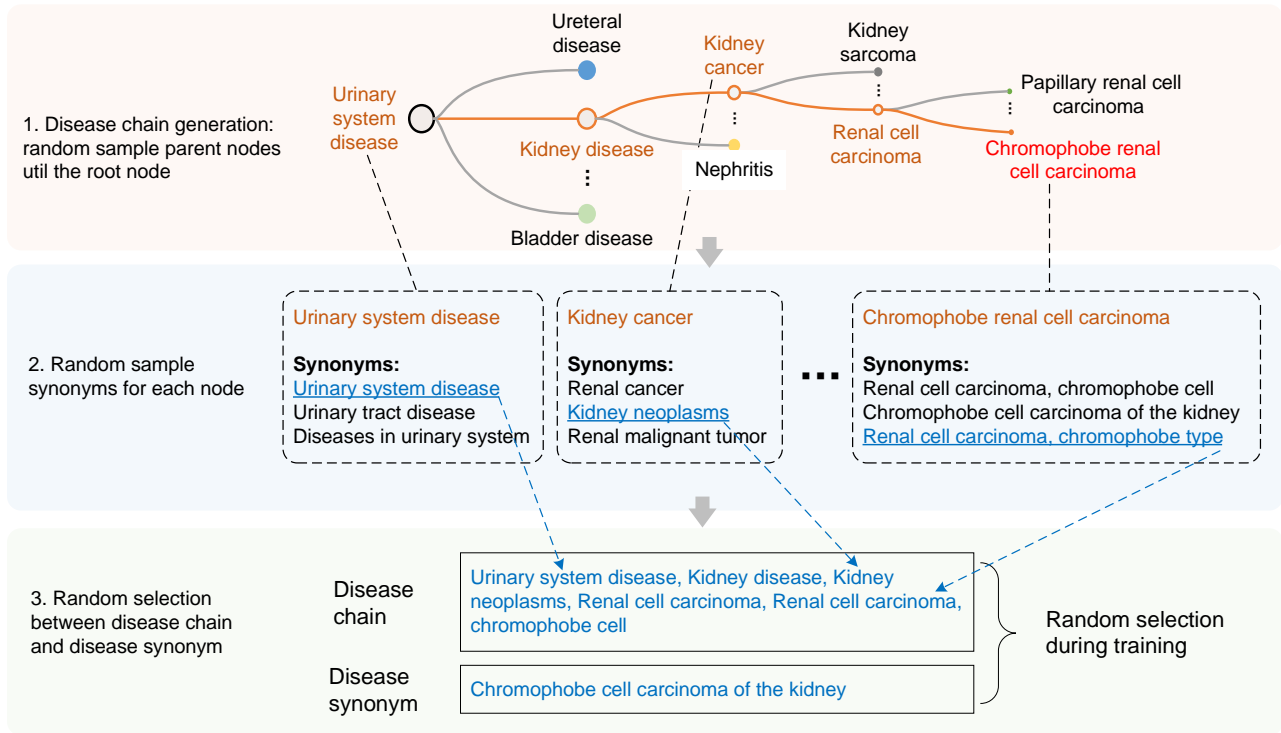 1. Disease chain generation:
random sample parent nodes
util the root node
Urinary
system
disease
Ureteral
disease
Kidney disease
Bladder disease
Kidney
cancer
Nephritis
Kidney
sarcoma
Renal cell
carcinoma
Papillary renal cell
carcinoma
Chromophobe renal
cell carcinoma
2. Random sample
synonyms for each node
Urinary system disease
Synonyms:
Urinary system disease
Urinary tract disease
Diseases in urinary system
Kidney cancer
Synonyms:
Renal cancer
Kidney neoplasms
Renal malignant tumor
...
Chromophobe renal cell carcinoma
Synonyms:
Renal cell carcinoma, chromophobe cell
Chromophobe cell carcinoma of the kidney
Renal cell carcinoma, chromophobe type
3. Random selection
between disease chain
and disease synonym
Disease
chain
Urinary system disease, Kidney disease, Kidney
neoplasms, Renal cell carcinoma, Renal cell carcinoma,
chromophobe cell
Disease
synonym
Chromophobe cell carcinoma of the kidney
Random selection
during training